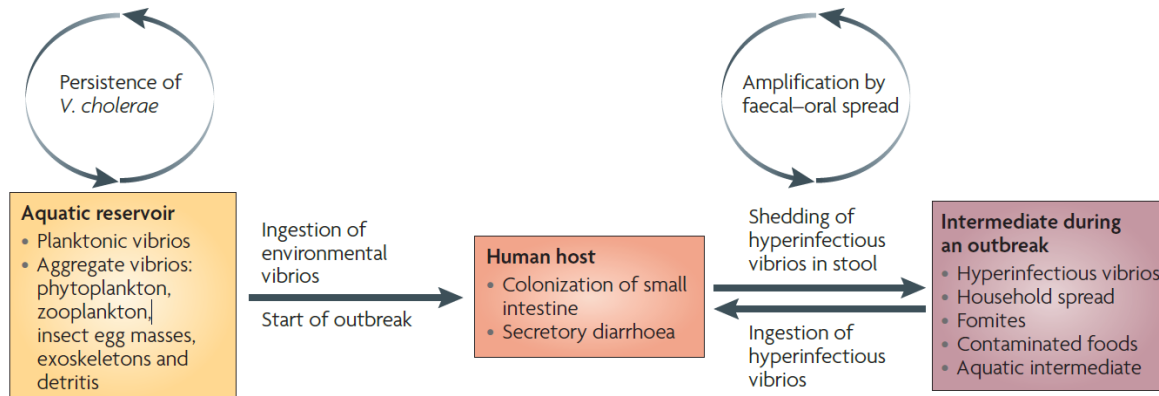 Persistence of
V. cholerae
Amplification by
faecal–oral spread
Aquatic reservoir
• Planktonic vibrios
• Aggregate vibrios:
phytoplankton,
zooplankton,
insect egg masses,
exoskeletons and
detritis
Ingestion of
environmental
vibrios
Start of outbreak
Human host
• Colonization of small
intestine
• Secretory diarrhoea
Shedding of
hyperinfectious
vibrios in stool
Ingestion of
hyperinfectious
vibrios
Intermediate during
an outbreak
• Hyperinfectious vibrios
• Household spread
• Fomites
• Contaminated foods
• Aquatic intermediate